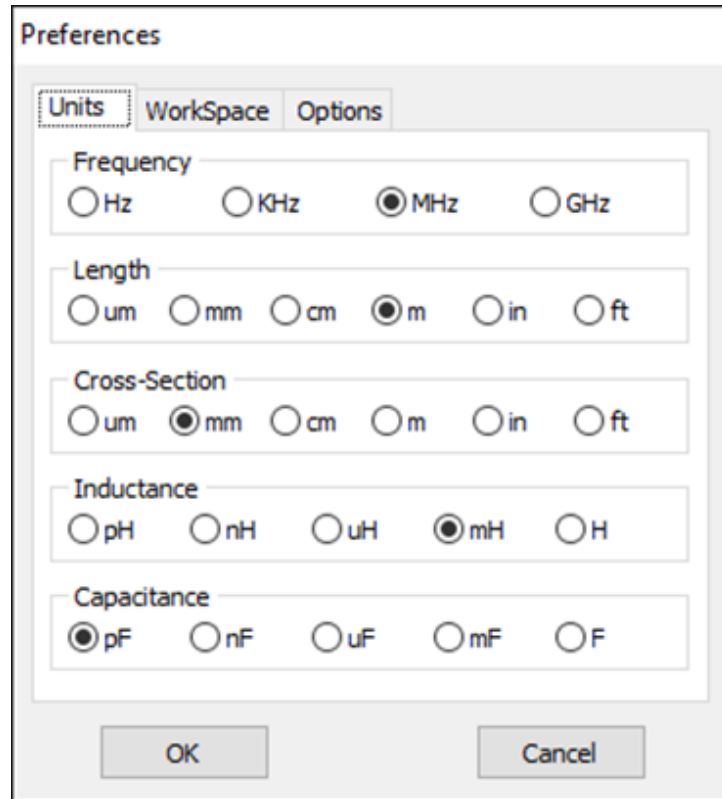 Preferences
Units WorkSpace Options
Frequency
Hz KHz MHz GHz
Length
um mm cm m in ft
Cross-Section
um mm cm m in ft
Inductance
pH nH uH mH H
Capacitance
pF nF uF mF F
OK Cancel